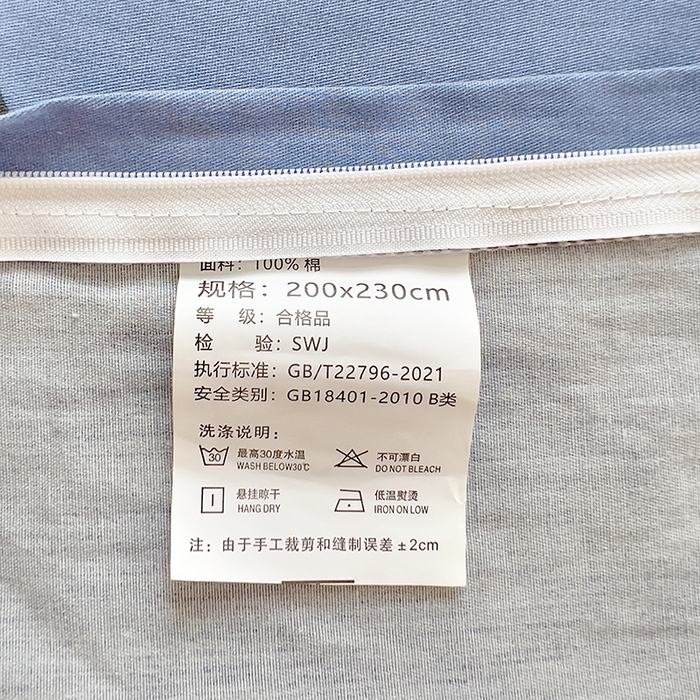 面料：100% 棉
规格：200x230cm
等 级：合格品
检 验：SWJ
执行标准：GB/T22796-2021
安全类别：GB18401-2010 B类
洗涤说明：
30 最高30度水温 不可漂白
WASH BELOW30℃ DO NOT BLEACH
悬挂晾干 低温熨烫
HANG DRY IRON ON LOW
注：由于手工裁剪和缝制误差±2cm